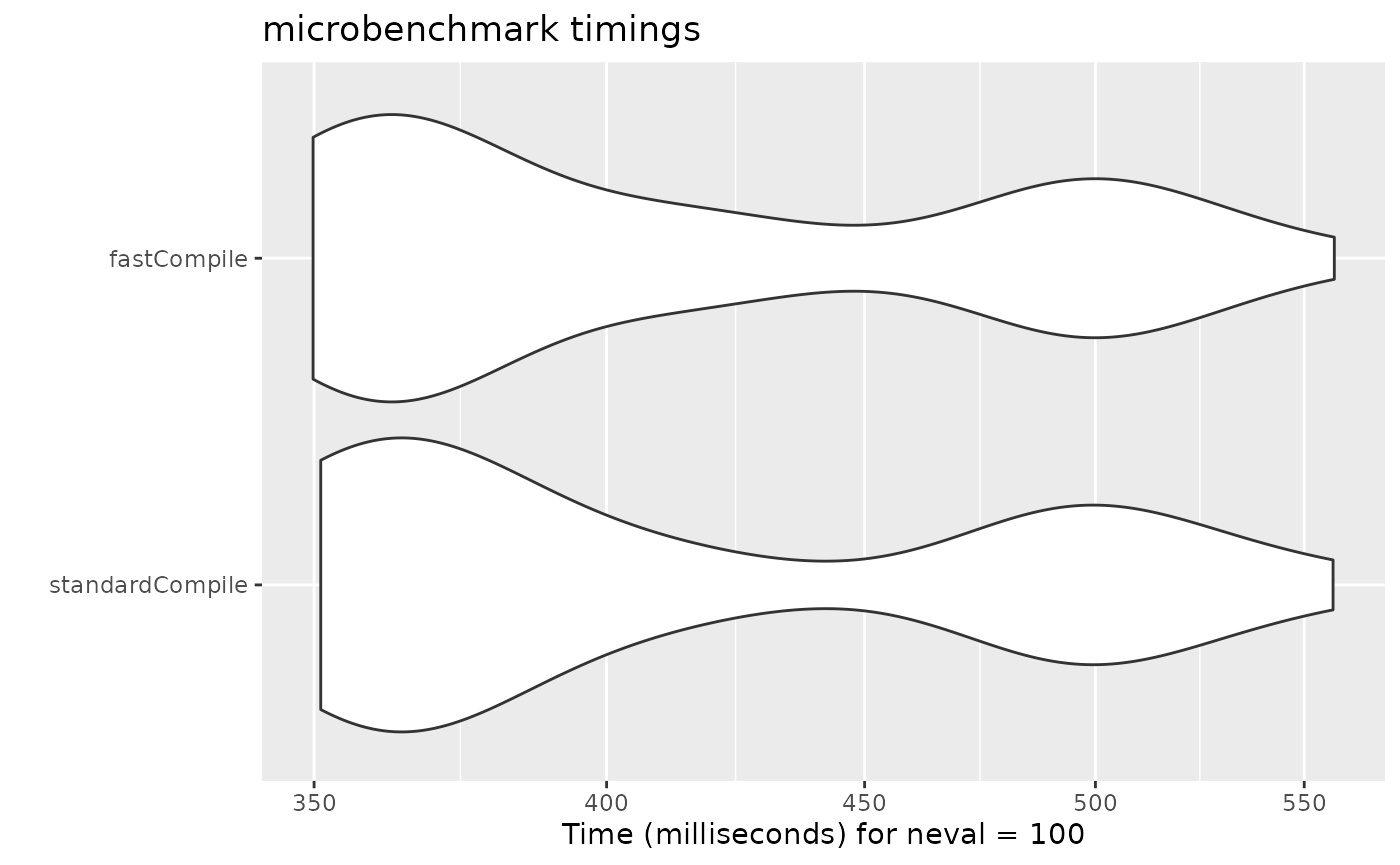 microbenchmark timings
fastCompile
standardCompile
350 400 450 500 550
Time (milliseconds) for neval = 100